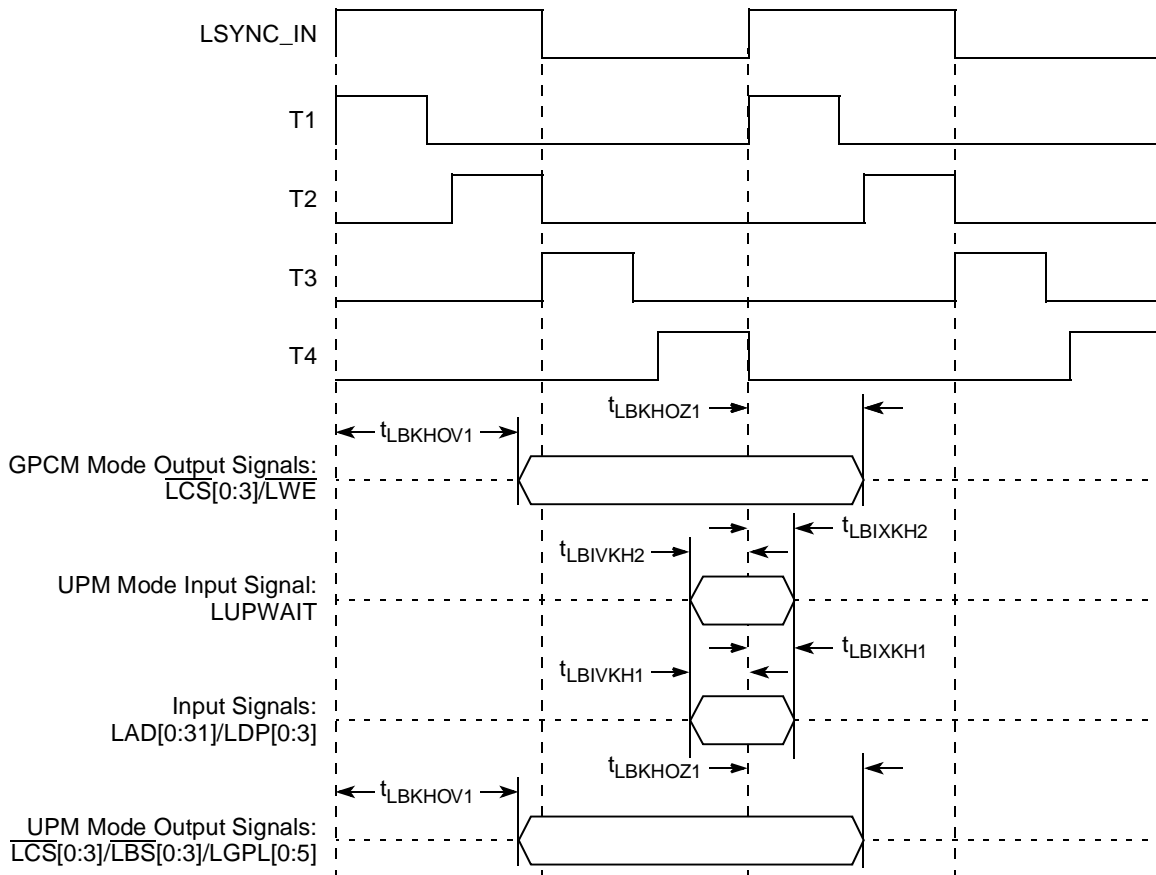 LSYNC_IN
T1
T2
T3
T4
tLBKHOZ1
tLBKHOV1
GPCM Mode Output Signals:
LCS[0:3]/LWE
tLBIXKH2
tLBIVKH2
UPM Mode Input Signal:
LUPWAIT
tLBIXKH1
tLBIVKH1
Input Signals:
LAD[0:31]/LDP[0:3]
tLBKHOZ1
tLBKHOV1
UPM Mode Output Signals:
LCS[0:3]/LBS[0:3]/LGPL[0:5]